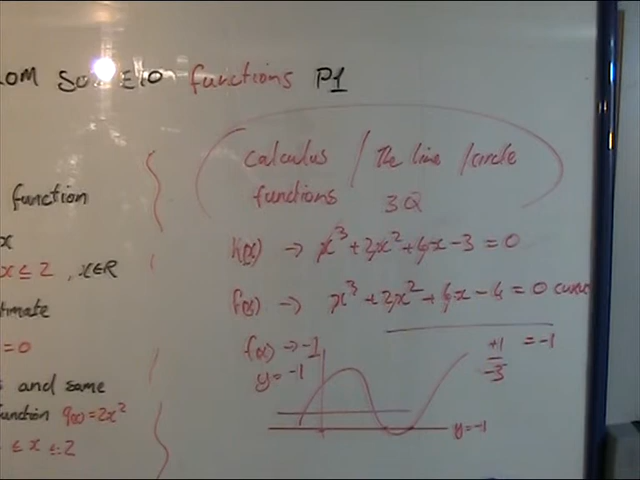 OM functions P1
calculus / The line / circle
functions 3Q
function
x
x ≤ 2 , x∈R
timate
= 0
s and same
function q(x) = 2x²
≤ x ≤ 2
h(x) → x³ + 2x² + 4x - 3 = 0
f(x) → x³ + 2x² + 4x - 4 = 0
f(x) → -1
y = -1
+1 = -1
-3
y = -1